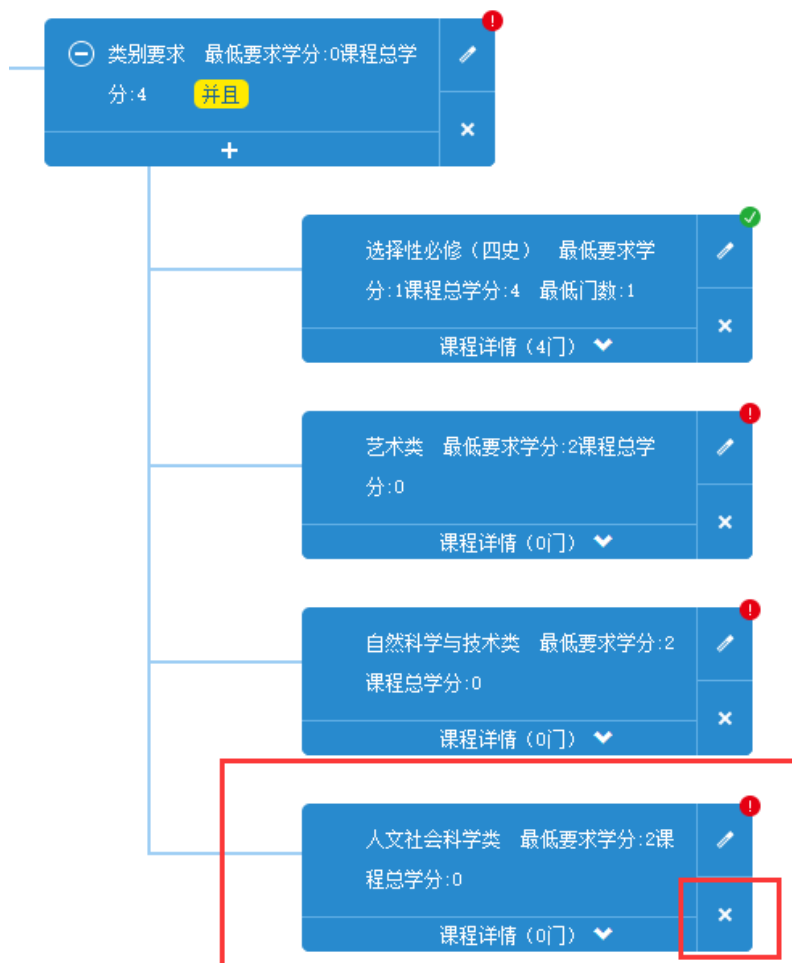 类别要求 最低要求学分:0课程总学
分:4 并且
选择性必修（四史） 最低要求学
分:1课程总学分:4 最低门数:1
课程详情（4门）
艺术类 最低要求学分:2课程总学
分:0
课程详情（0门）
自然科学与技术类 最低要求学分:2
课程总学分:0
课程详情（0门）
人文社会科学类 最低要求学分:2课
程总学分:0
课程详情（0门）